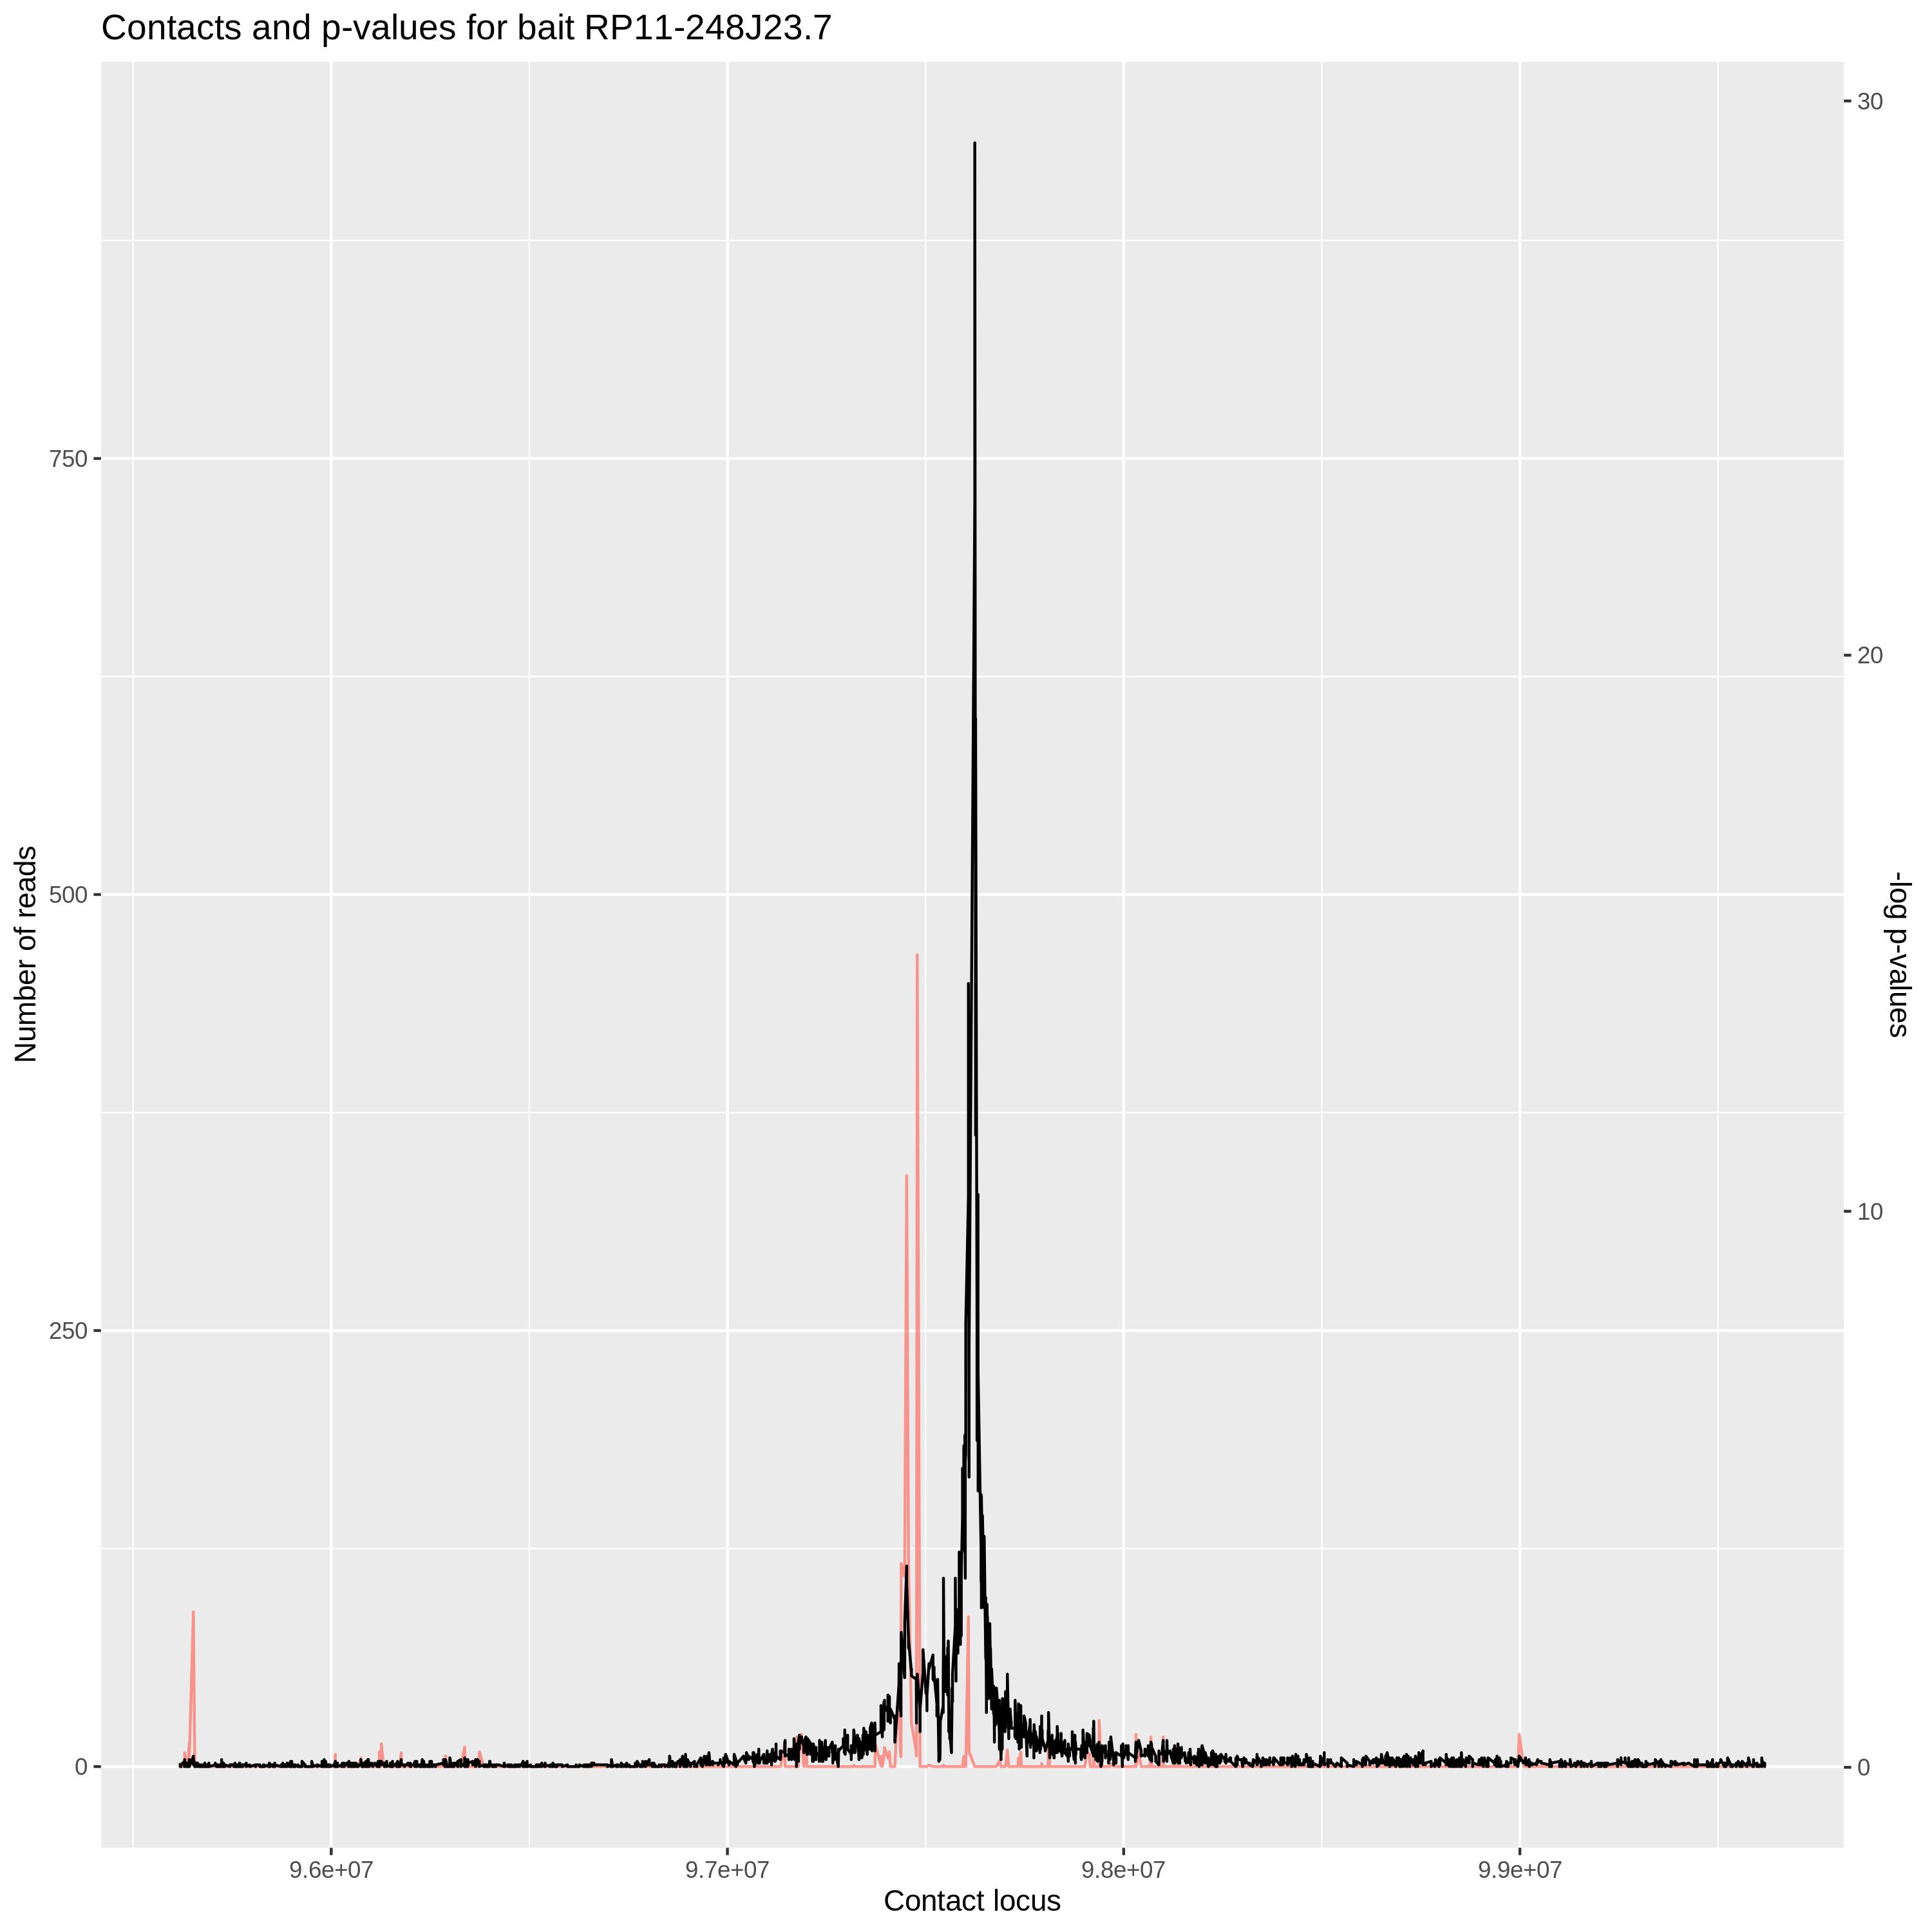 Contacts and p-values for bait RP11-248J23.7
30
750
20
500
Number of reads
-log p-values
10
250
0
0
9.6e+07
9.7e+07
9.8e+07
9.9e+07
Contact locus